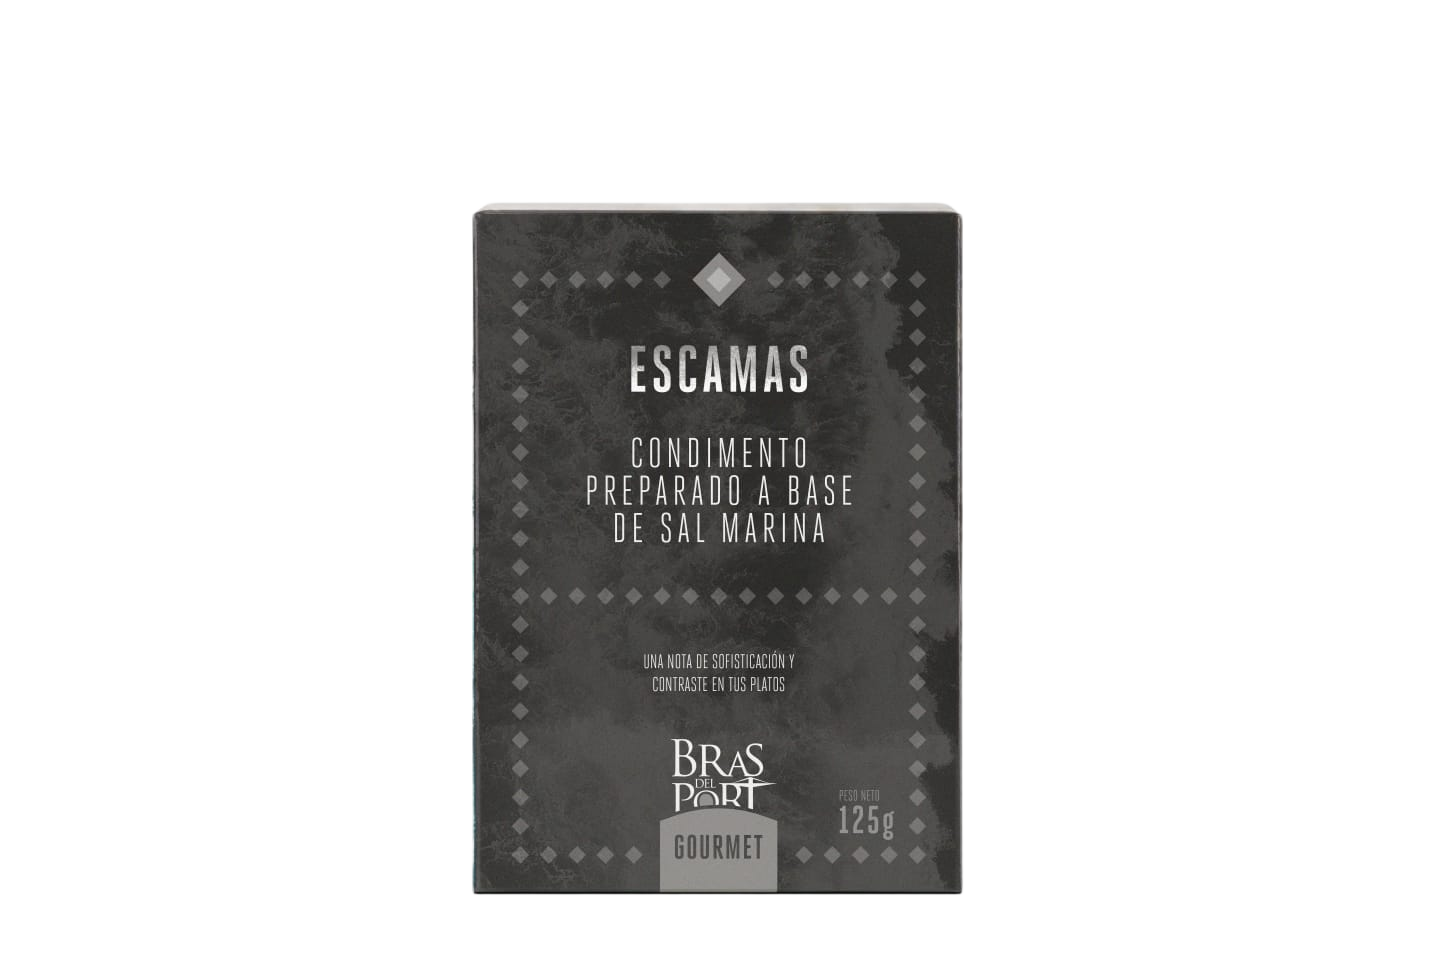 ESCAMAS
CONDIMENTO
PREPARADO A BASE
DE SAL MARINA
UNA NOTA DE SOFISTICACIÓN Y
CONTRASTE EN TUS PLATOS
BRAS
DEL
PORT
GOURMET
PESO NETO
125g